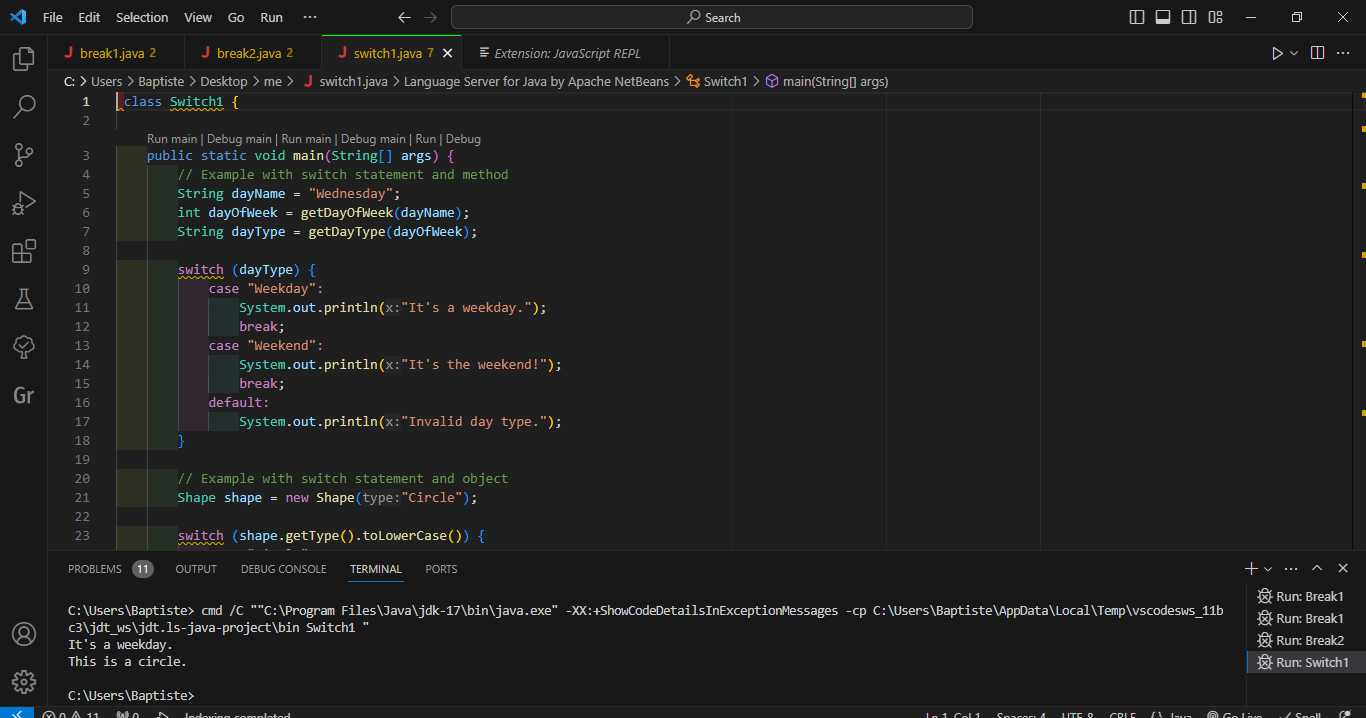 File Edit Selection View Go Run ··· Search
break1.java 2 break2.java 2 switch1.java 7 Extension: JavaScript REPL
C: > Users > Baptiste > Desktop > me > switch1.java > Language Server for Java by Apache NetBeans > Switch1 > main(String[] args)
1 class Switch1 {
2
Run main | Debug main | Run main | Debug main | Run | Debug
3 public static void main(String[] args) {
4 // Example with switch statement and method
5 String dayName = "Wednesday";
6 int dayOfWeek = getDayOfWeek(dayName);
7 String dayType = getDayType(dayOfWeek);
8
9 switch (dayType) {
10 case "Weekday":
11 System.out.println(x:"It's a weekday.");
12 break;
13 case "Weekend":
14 System.out.println(x:"It's the weekend!");
15 break;
16 default:
17 System.out.println(x:"Invalid day type.");
18 }
19
20 // Example with switch statement and object
21 Shape shape = new Shape(type:"Circle");
22
23 switch (shape.getType().toLowerCase()) {
Gr
PROBLEMS 11 OUTPUT DEBUG CONSOLE TERMINAL PORTS
C:\Users\Baptiste> cmd /C ""C:\Program Files\Java\jdk-17\bin\java.exe" -XX:+ShowCodeDetailsInExceptionMessages -cp C:\Users\Baptiste\AppData\Local\Temp\vscodesws_11b
c3\jdt_ws\jdt.ls-java-project\bin Switch1 "
It's a weekday.
This is a circle.
C:\Users\Baptiste>
Run: Break1
Run: Break1
Run: Break2
Run: Switch1
0 11 0 Indexing completed Ln 1, Col 1 Spaces: 4 UTF-8 CRLF {} Java Go Live Spell